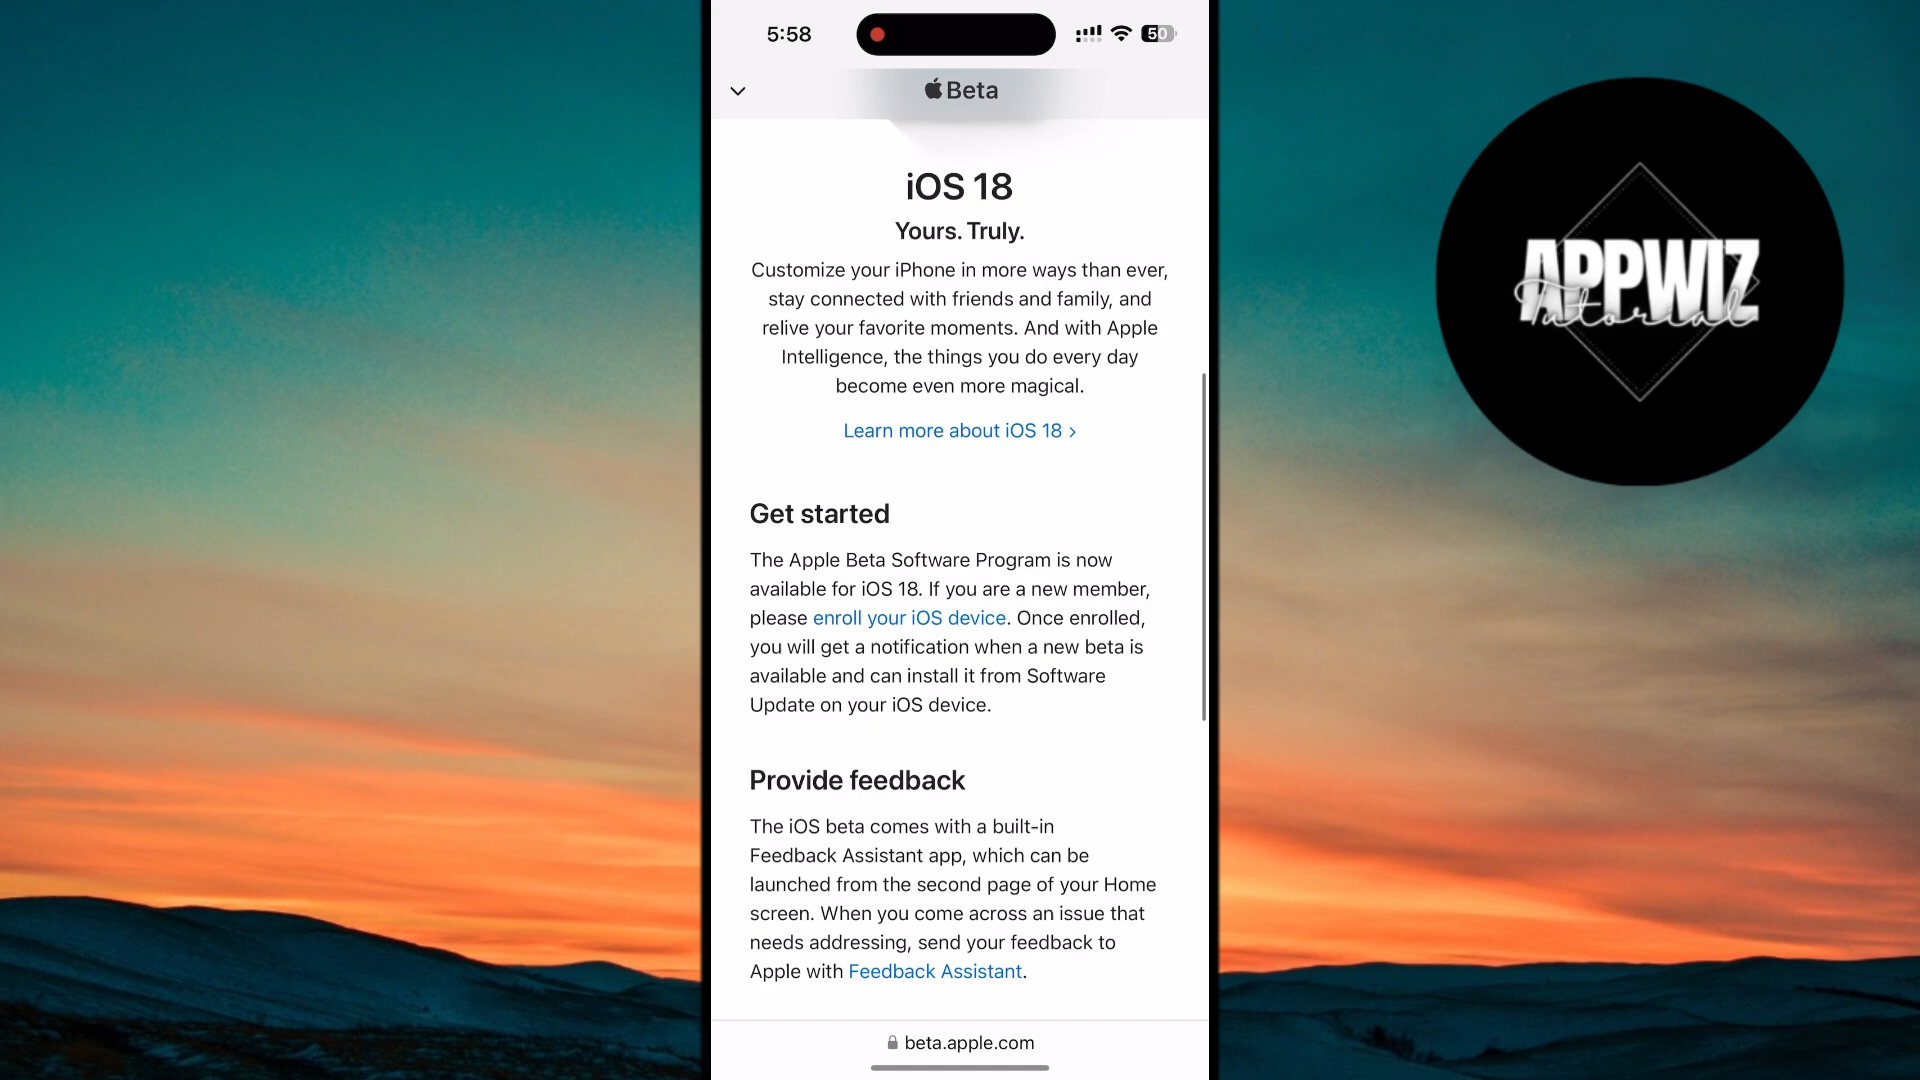 5:58
50
Beta
iOS 18
Yours. Truly.
Customize your iPhone in more ways than ever,
stay connected with friends and family, and
relive your favorite moments. And with Apple
Intelligence, the things you do every day
become even more magical.
Learn more about iOS 18 >
Get started
The Apple Beta Software Program is now
available for iOS 18. If you are a new member,
please enroll your iOS device. Once enrolled,
you will get a notification when a new beta is
available and can install it from Software
Update on your iOS device.
Provide feedback
The iOS beta comes with a built-in
Feedback Assistant app, which can be
launched from the second page of your Home
screen. When you come across an issue that
needs addressing, send your feedback to
Apple with Feedback Assistant.
beta.apple.com
APPWIZ
Tutorial